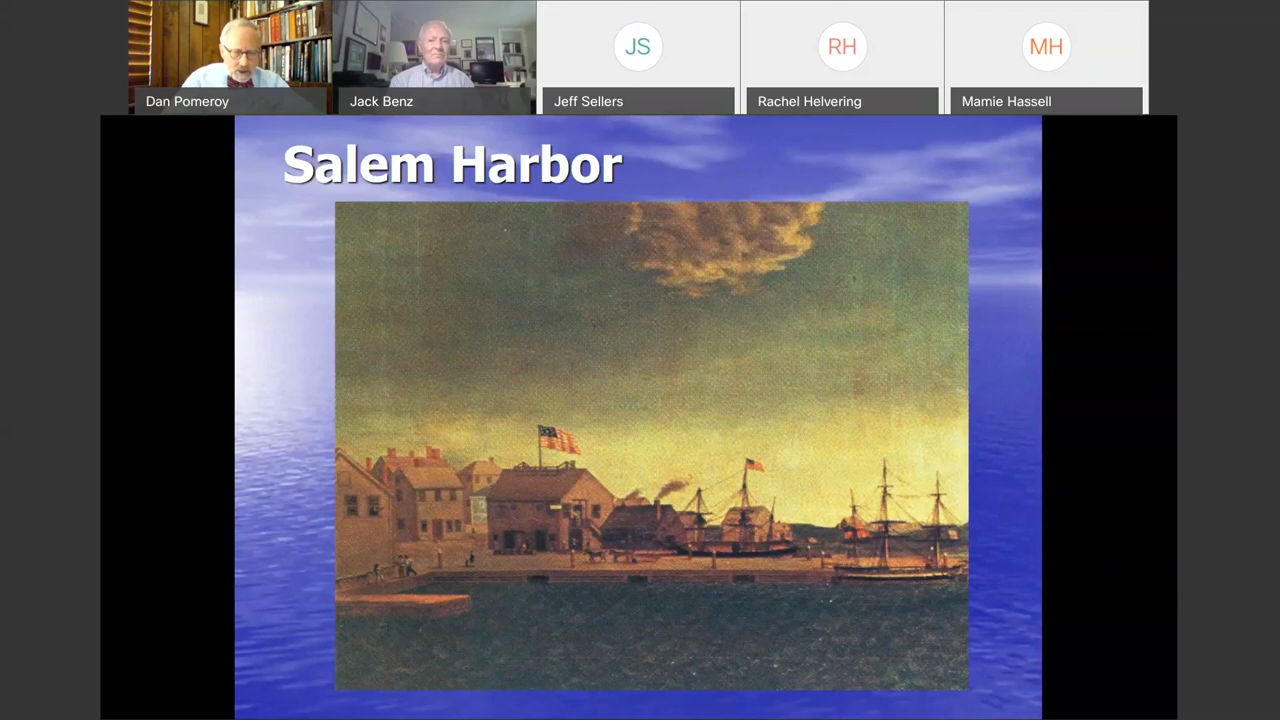 JS
RH
MH
Dan Pomeroy
Jack Benz
Jeff Sellers
Rachel Helvering
Mamie Hassell
Salem Harbor